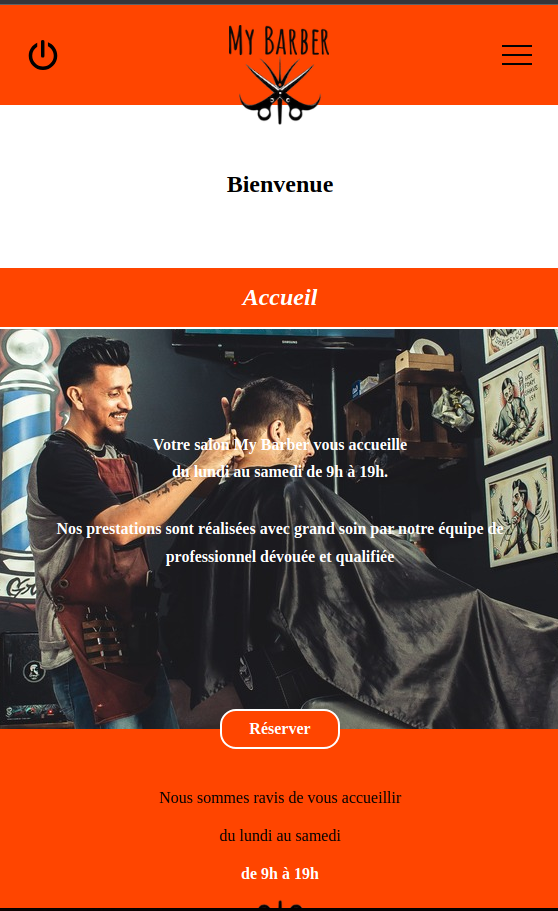 My Barber
Bienvenue
Accueil
Votre salon My Barber vous accueille
du lundi au samedi de 9h à 19h.
Nos prestations sont réalisées avec grand soin par notre équipe de
professionnel dévouée et qualifiée
Réserver
Nous sommes ravis de vous accueillir
du lundi au samedi
de 9h à 19h